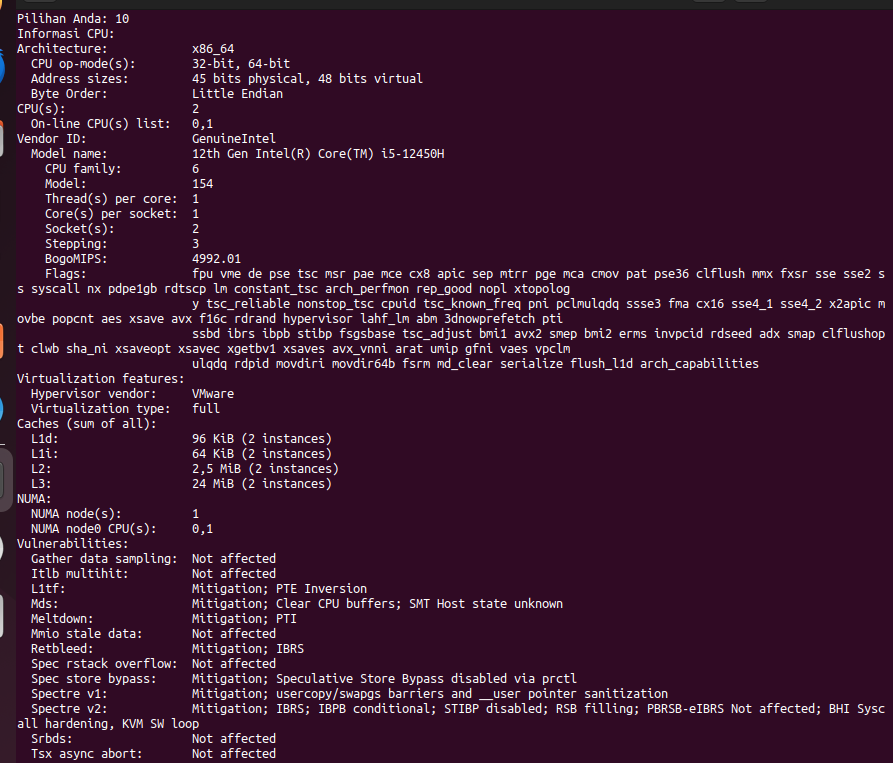 Pilihan Anda: 10
Informasi CPU:
Architecture:            x86_64
  CPU op-mode(s):        32-bit, 64-bit
  Address sizes:         45 bits physical, 48 bits virtual
  Byte Order:            Little Endian
CPU(s):                  2
  On-line CPU(s) list:   0,1
Vendor ID:               GenuineIntel
  Model name:            12th Gen Intel(R) Core(TM) i5-12450H
    CPU family:          6
    Model:               154
    Thread(s) per core:  1
    Core(s) per socket:  1
    Socket(s):           2
    Stepping:            3
    BogoMIPS:            4992.01
    Flags:               fpu vme de pse tsc msr pae mce cx8 apic sep mtrr pge mca cmov pat pse36 clflush mmx fxsr sse sse2 s
s syscall nx pdpe1gb rdtscp lm constant_tsc arch_perfmon rep_good nopl xtopolog
                         y tsc_reliable nonstop_tsc cpuid tsc_known_freq pni pclmulqdq ssse3 fma cx16 sse4_1 sse4_2 x2apic m
ovbe popcnt aes xsave avx f16c rdrand hypervisor lahf_lm abm 3dnowprefetch pti
                         ssbd ibrs ibpb stibp fsgsbase tsc_adjust bmi1 avx2 smep bmi2 erms invpcid rdseed adx smap clflushop
t clwb sha_ni xsaveopt xsavec xgetbv1 xsaves avx_vnni arat umip gfni vaes vpclm
                         ulqdq rdpid movdiri movdir64b fsrm md_clear serialize flush_l1d arch_capabilities
Virtualization features:
  Hypervisor vendor:     VMware
  Virtualization type:   full
Caches (sum of all):
  L1d:                   96 KiB (2 instances)
  L1i:                   64 KiB (2 instances)
  L2:                    2,5 MiB (2 instances)
  L3:                    24 MiB (2 instances)
NUMA:
  NUMA node(s):          1
  NUMA node0 CPU(s):     0,1
Vulnerabilities:
  Gather data sampling:  Not affected
  Itlb multihit:         Not affected
  L1tf:                  Mitigation; PTE Inversion
  Mds:                   Mitigation; Clear CPU buffers; SMT Host state unknown
  Meltdown:              Mitigation; PTI
  Mmio stale data:       Not affected
  Retbleed:              Mitigation; IBRS
  Spec rstack overflow:  Not affected
  Spec store bypass:     Mitigation; Speculative Store Bypass disabled via prctl
  Spectre v1:            Mitigation; usercopy/swapgs barriers and __user pointer sanitization
  Spectre v2:            Mitigation; IBRS; IBPB conditional; STIBP disabled; RSB filling; PBRSB-eIBRS Not affected; BHI Sysc
all hardening, KVM SW loop
  Srbds:                 Not affected
  Tsx async abort:       Not affected